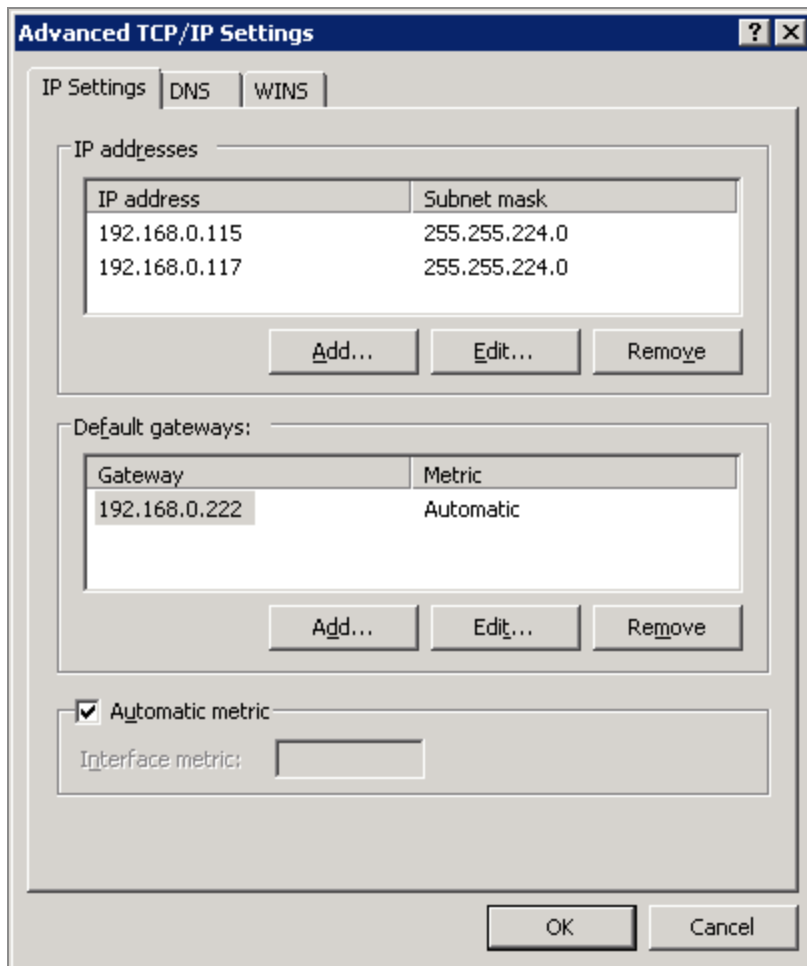 Advanced TCP/IP Settings
IP Settings DNS WINS
IP addresses
IP address Subnet mask
192.168.0.115 255.255.224.0
192.168.0.117 255.255.224.0
Add... Edit... Remove
Default gateways:
Gateway Metric
192.168.0.222 Automatic
Add... Edit... Remove
Automatic metric
Interface metric:
OK Cancel